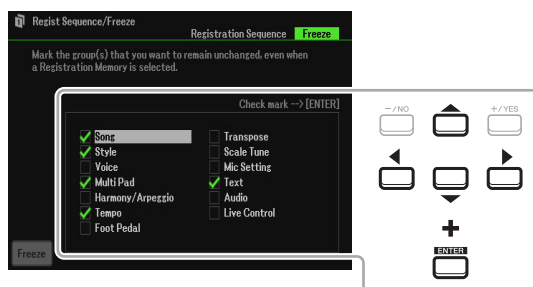 Regist Sequence/Freeze
Registration Sequence Freeze
Mark the group(s) that you want to remain unchanged, even when
a Registration Memory is selected.
Check mark --> [ENTER]
Song
Style
Voice
Multi Pad
Harmony/Arpeggio
Tempo
Foot Pedal
Transpose
Scale Tune
Mic Setting
Text
Audio
Live Control
Freeze
-/NO
+/YES
+
ENTER